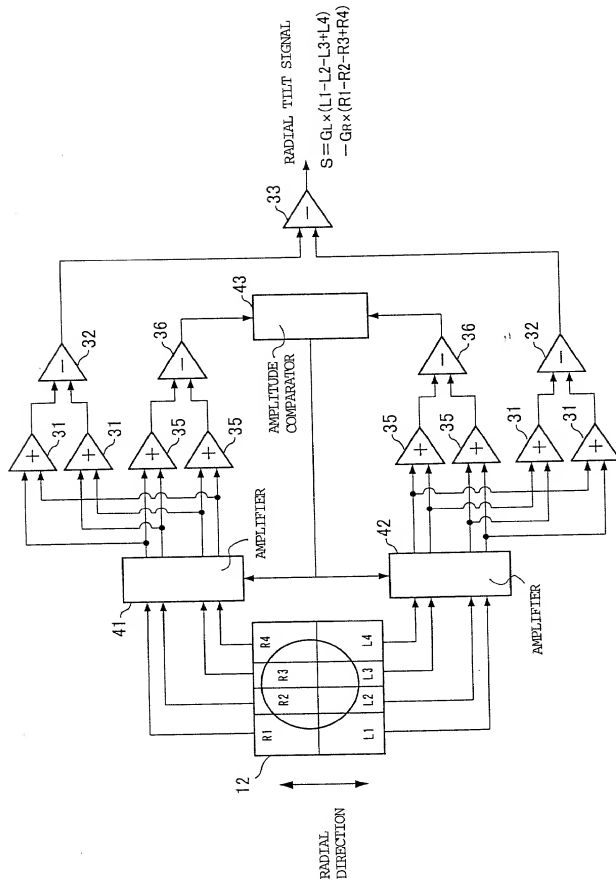 RADIAL TILT SIGNAL
S=GL×(L1-L2-L3+L4)
-GR×(R1-R2-R3+R4)
33
-
43
AMPLITUDE
COMPARATOR
32
-
36
-
36
-
32
-
31
+
31
+
35
+
35
+
35
+
35
+
31
+
31
+
AMPLIFIER
41
42
AMPLIFIER
R1
R2
R3
R4
L1
L2
L3
L4
12
RADIAL
DIRECTION